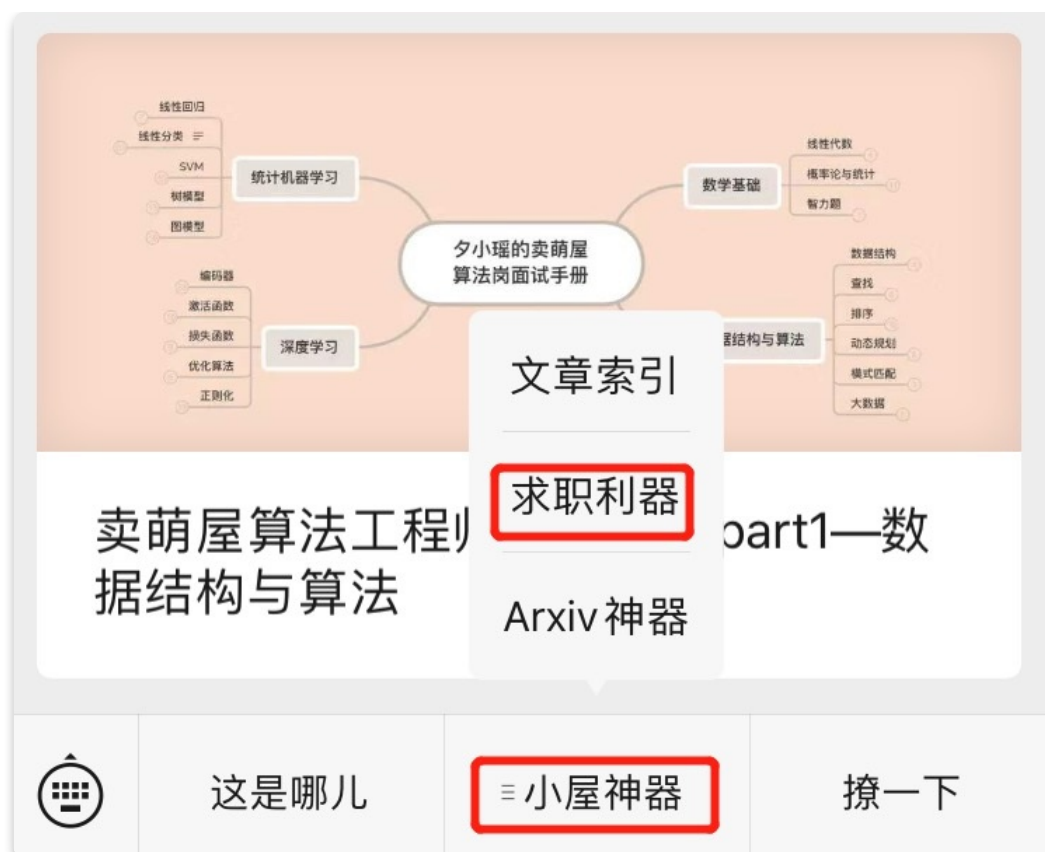 线性回归
线性分类
SVM
树模型
图模型
统计机器学习
编码器
激活函数
损失函数
优化算法
正则化
深度学习
夕小瑶的卖萌屋
算法岗面试手册
数学基础
线性代数
概率论与统计
智力题
据结构与算法
数据结构
查找
排序
动态规划
模式匹配
大数据
卖萌屋算法工程师
part1—数
据结构与算法
文章索引
求职利器
Arxiv神器
这是哪儿
小屋神器
撩一下